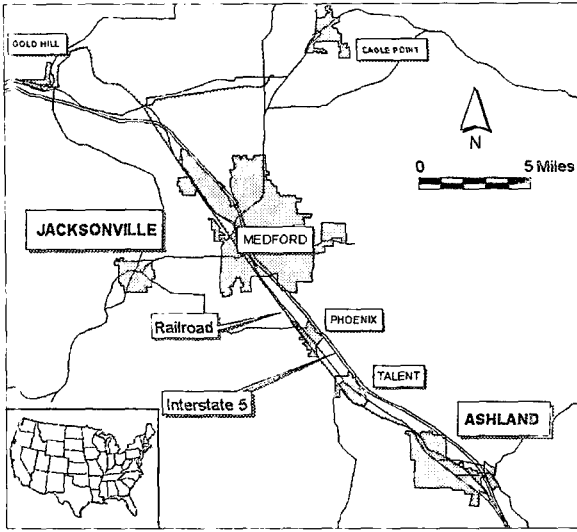 GOLD HILL
EAGLE POINT
N
0 5 Miles
JACKSONVILLE
MEDFORD
Railroad
PHOENIX
TALENT
Interstate 5
ASHLAND